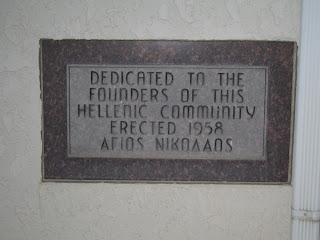 DEDICATED TO THE
FOUNDERS OF THIS
HELLENIC COMMUNITY
ERECTED 1958
ΑΓΙΟΣ ΝΙΚΟΛΑΟΣ